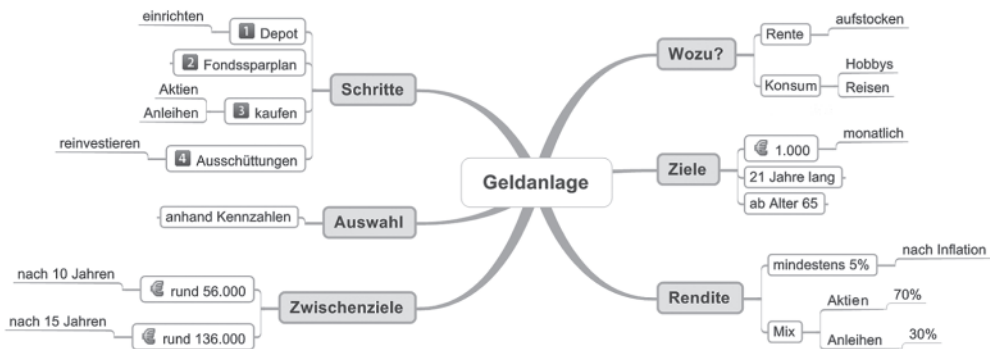 Geldanlage
Wozu?
Rente
aufstocken
Konsum
Hobbys
Reisen
Ziele
€ 1.000
monatlich
21 Jahre lang
ab Alter 65
Rendite
mindestens 5%
nach Inflation
Mix
Aktien
70%
Anleihen
30%
Schritte
einrichten
1 Depot
2 Fondssparplan
Aktien
Anleihen
3 kaufen
reinvestieren
4 Ausschüttungen
Auswahl
anhand Kennzahlen
Zwischenziele
nach 10 Jahren
€ rund 56.000
nach 15 Jahren
€ rund 136.000